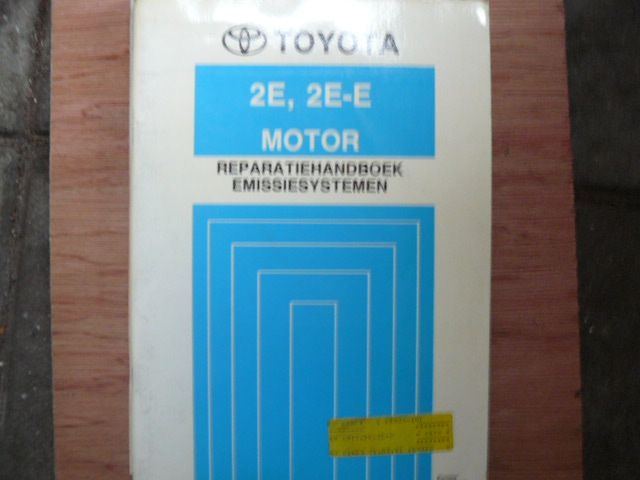 TOYOTA
2E, 2E-E
MOTOR
REPARATIEHANDBOEK
EMISSIESYSTEMEN